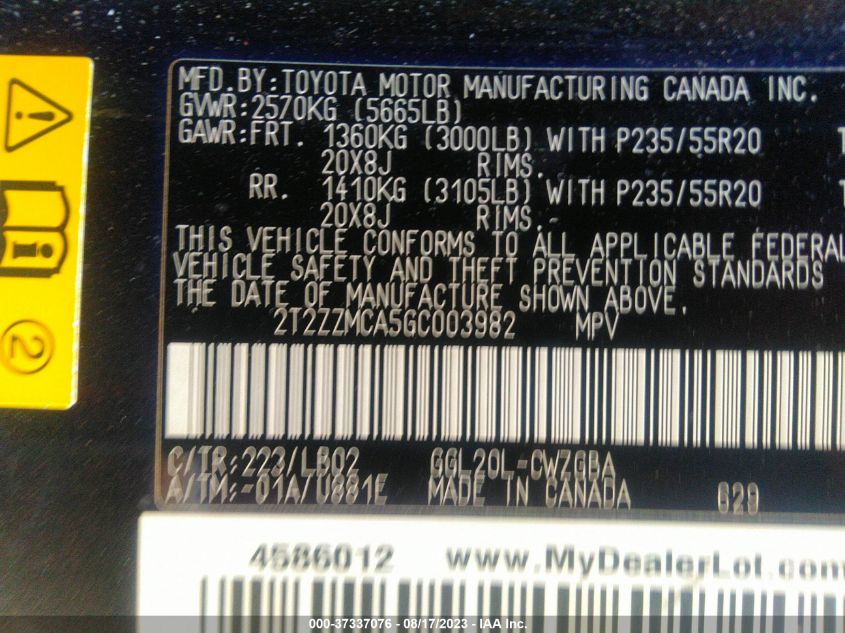 MFD.BY:TOYOTA MOTOR MANUFACTURING CANADA INC.
GVWR:2570KG (5665LB)
GAWR:FRT. 1360KG (3000LB) WITH P235/55R20
20X8J RIMS.
RR. 1410KG (3105LB) WITH P235/55R20
20X8J RIMS.
THIS VEHICLE CONFORMS TO ALL APPLICABLE FEDERAL
VEHICLE SAFETY AND THEFT PREVENTION STANDARDS
THE DATE OF MANUFACTURE SHOWN ABOVE.
2T2ZZMCA5GC003982 MPV
C/TR:223/LB02 GGL20L-CWZGBA
A/TM:-01A/U881E MADE IN CANADA 629
2
4586012 www.MyDealerLot.com
000-37337076 - 08/17/2023 - IAA Inc.